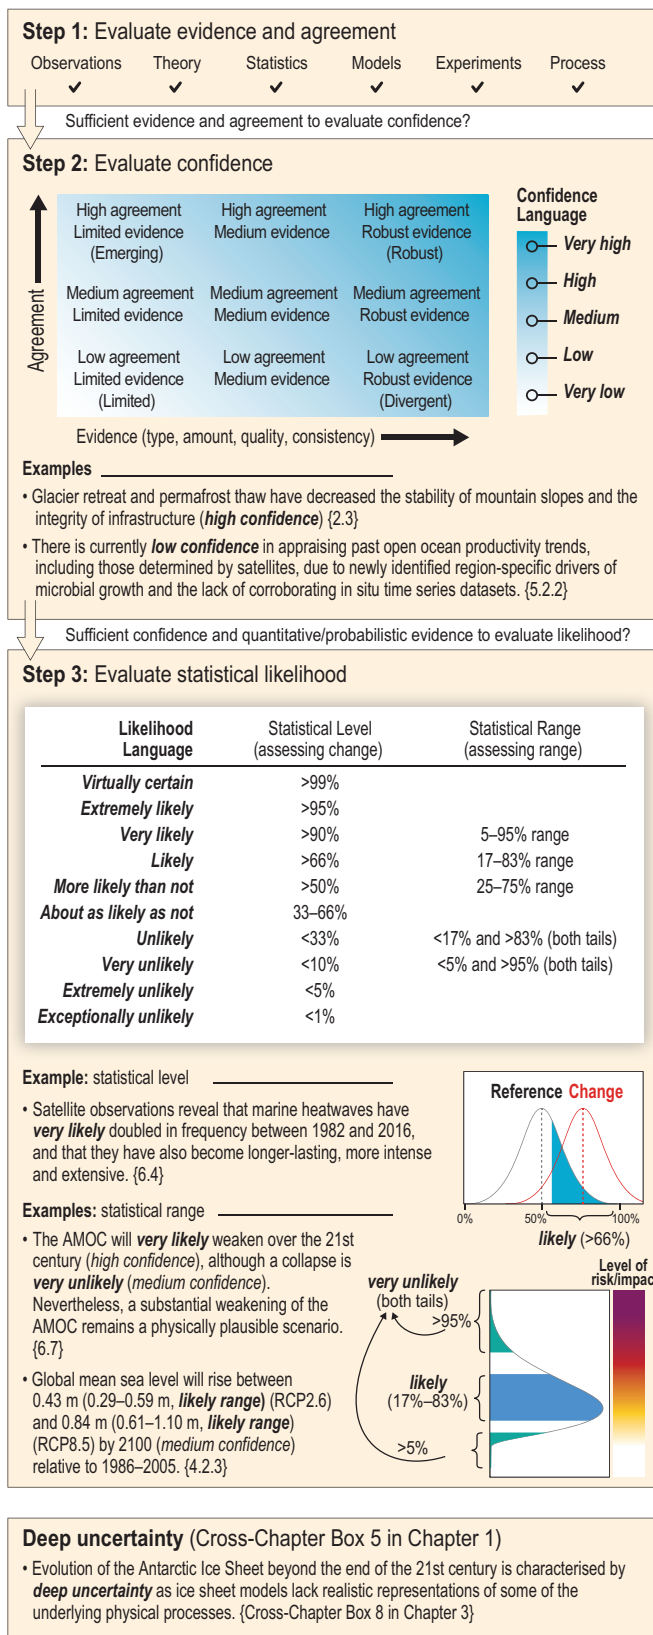 Step 1: Evaluate evidence and agreement
Observations Theory Statistics Models Experiments Process
✔ ✔ ✔ ✔ ✔ ✔
Sufficient evidence and agreement to evaluate confidence?
Step 2: Evaluate confidence
Agreement
High agreement High agreement High agreement
Limited evidence Medium evidence Robust evidence
(Emerging) (Robust)
Medium agreement Medium agreement Medium agreement
Limited evidence Medium evidence Robust evidence
Low agreement Low agreement Low agreement
Limited evidence Medium evidence Robust evidence
(Limited) (Divergent)
Evidence (type, amount, quality, consistency)
Confidence
Language
Very high
High
Medium
Low
Very low
Examples
• Glacier retreat and permafrost thaw have decreased the stability of mountain slopes and the
integrity of infrastructure (high confidence) {2.3}
• There is currently low confidence in appraising past open ocean productivity trends,
including those determined by satellites, due to newly identified region-specific drivers of
microbial growth and the lack of corroborating in situ time series datasets. {5.2.2}
Sufficient confidence and quantitative/probabilistic evidence to evaluate likelihood?
Step 3: Evaluate statistical likelihood
Likelihood Statistical Level Statistical Range
Language (assessing change) (assessing range)
Virtually certain >99%
Extremely likely >95%
Very likely >90% 5–95% range
Likely >66% 17–83% range
More likely than not >50% 25–75% range
About as likely as not 33–66%
Unlikely <33% <17% and >83% (both tails)
Very unlikely <10% <5% and >95% (both tails)
Extremely unlikely <5%
Exceptionally unlikely <1%
Example: statistical level
• Satellite observations reveal that marine heatwaves have
very likely doubled in frequency between 1982 and 2016,
and that they have also become longer-lasting, more intense
and extensive. {6.4}
Reference Change
0% 50% 100%
likely (>66%)
Examples: statistical range
• The AMOC will very likely weaken over the 21st
century (high confidence), although a collapse is
very unlikely (medium confidence).
Nevertheless, a substantial weakening of the
AMOC remains a physically plausible scenario.
{6.7}
• Global mean sea level will rise between
0.43 m (0.29–0.59 m, likely range) (RCP2.6)
and 0.84 m (0.61–1.10 m, likely range)
(RCP8.5) by 2100 (medium confidence)
relative to 1986–2005. {4.2.3}
Level of
risk/impac
very unlikely
(both tails)
>95%
likely
(17%–83%)
>5%
Deep uncertainty (Cross-Chapter Box 5 in Chapter 1)
• Evolution of the Antarctic Ice Sheet beyond the end of the 21st century is characterised by
deep uncertainty as ice sheet models lack realistic representations of some of the
underlying physical processes. {Cross-Chapter Box 8 in Chapter 3}